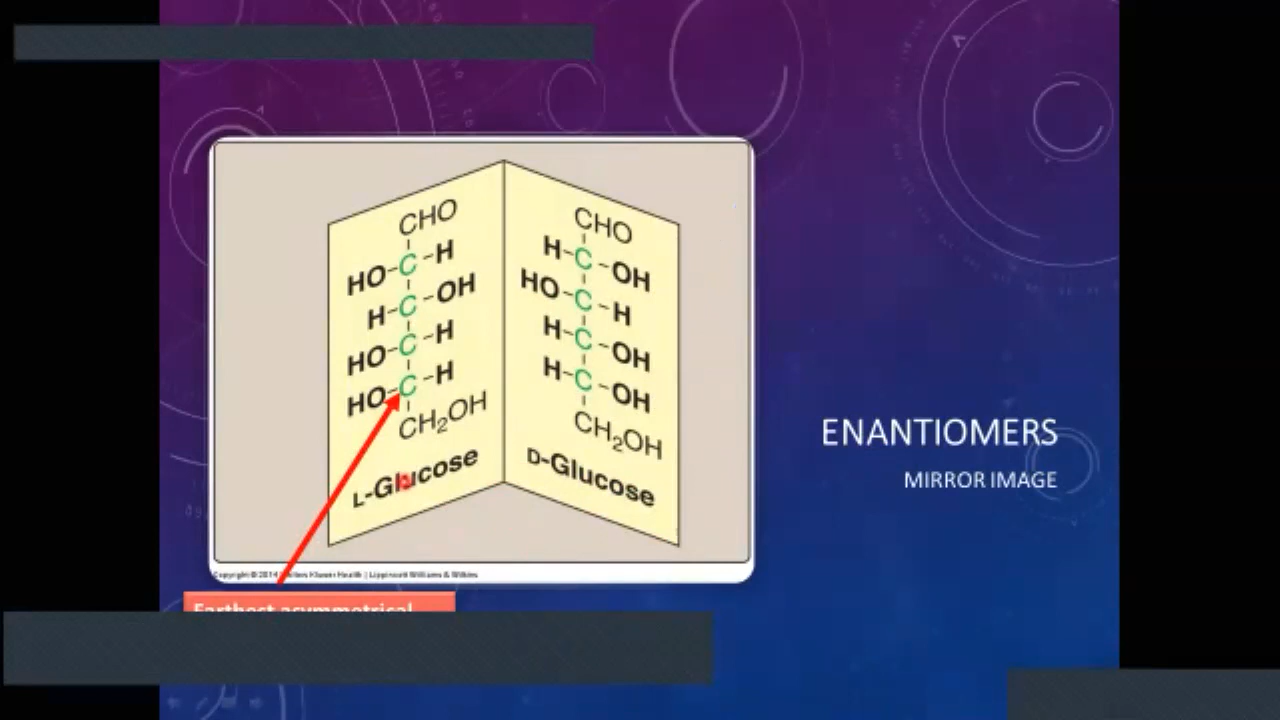 CHO
HO-C-H
H-C-OH
HO-C-H
HO-C-H
CH2OH
L-Glucose
CHO
H-C-OH
HO-C-H
H-C-OH
H-C-OH
CH2OH
D-Glucose
Copyright © 2014 Wolters Kluwer Health | Lippincott Williams & Wilkins
Farthest asymmetrical
ENANTIOMERS
MIRROR IMAGE